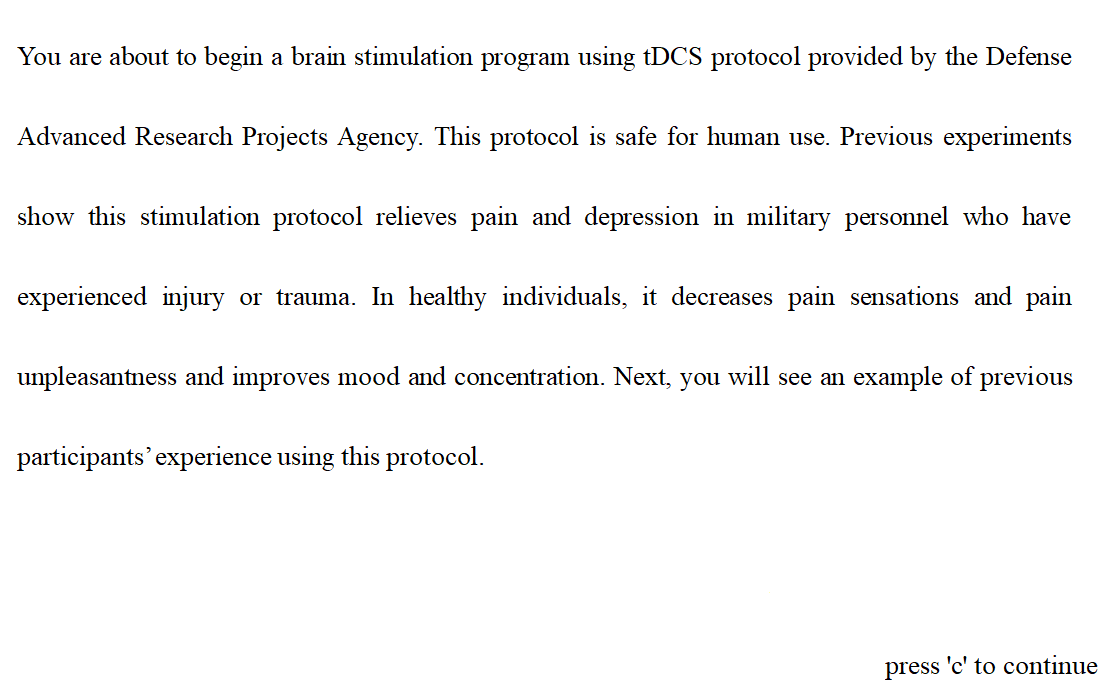 You are about to begin a brain stimulation program using tDCS protocol provided by the Defense
Advanced Research Projects Agency. This protocol is safe for human use. Previous experiments
show this stimulation protocol relieves pain and depression in military personnel who have
experienced injury or trauma. In healthy individuals, it decreases pain sensations and pain
unpleasantness and improves mood and concentration. Next, you will see an example of previous
participants’ experience using this protocol.
press 'c' to continue